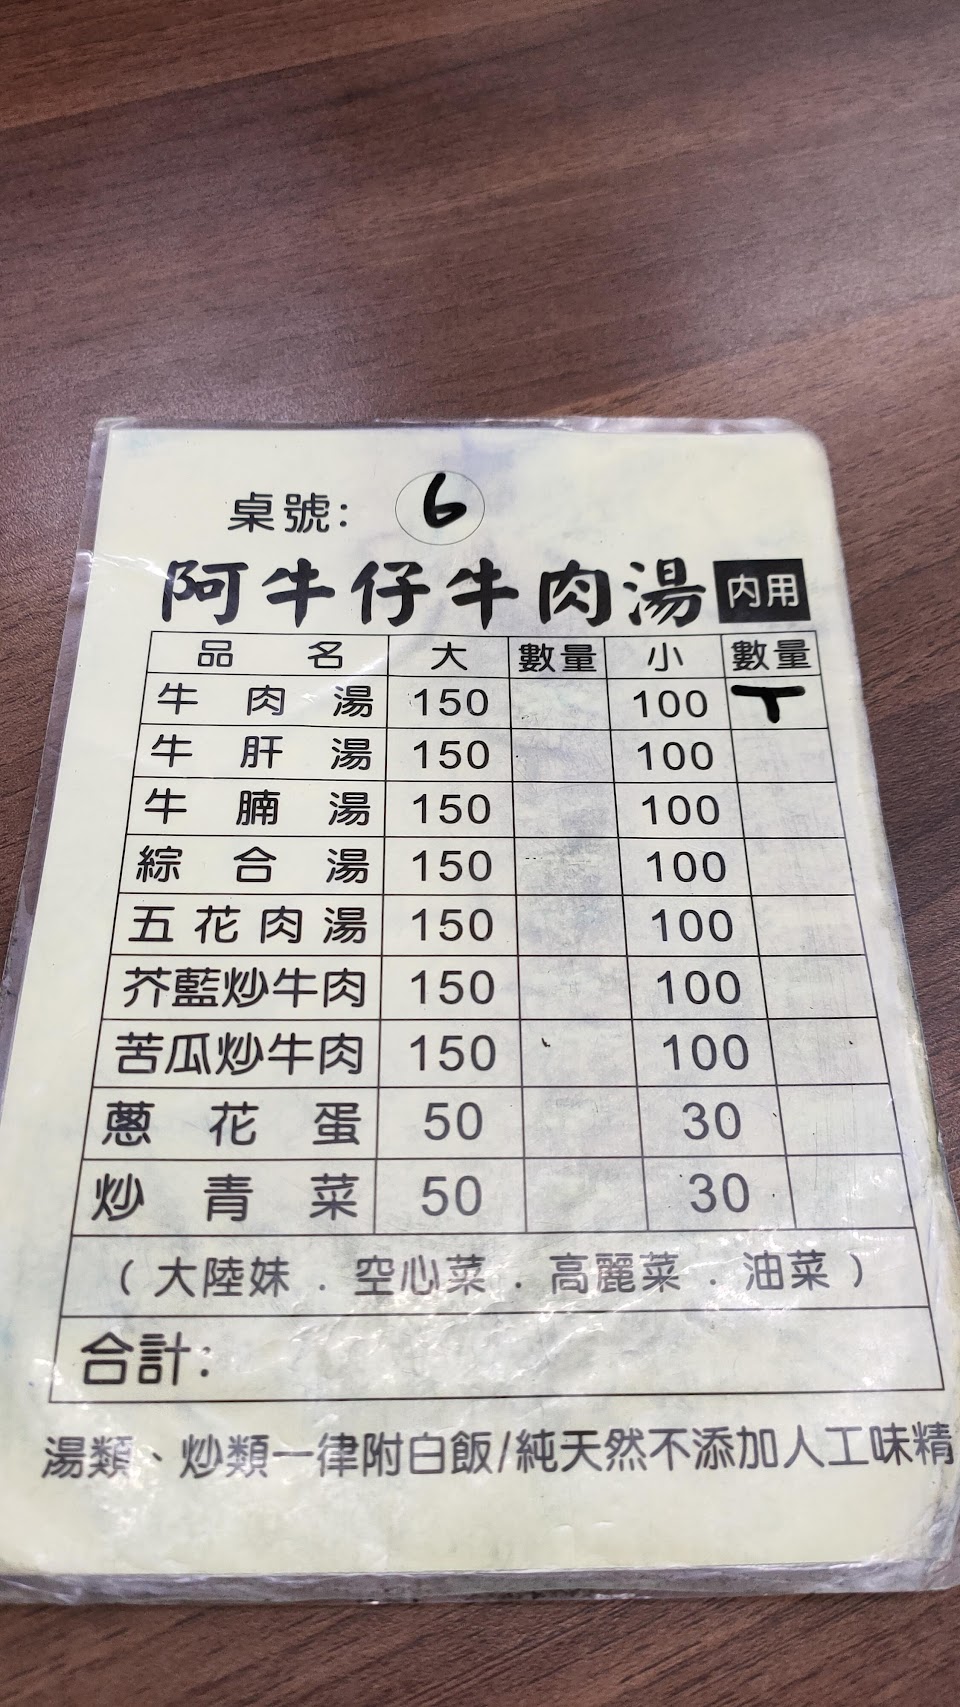 桌號: 6
阿牛仔牛肉湯 內用
品名 大 數量 小 數量
牛肉湯 150 100 丅
牛肝湯 150 100
牛腩湯 150 100
綜合湯 150 100
五花肉湯 150 100
芥藍炒牛肉 150 100
苦瓜炒牛肉 150 100
蔥花蛋 50 30
炒青菜 50 30
(大陸妹.空心菜.高麗菜.油菜)
合計:
湯類、炒類一律附白飯/純天然不添加人工味精